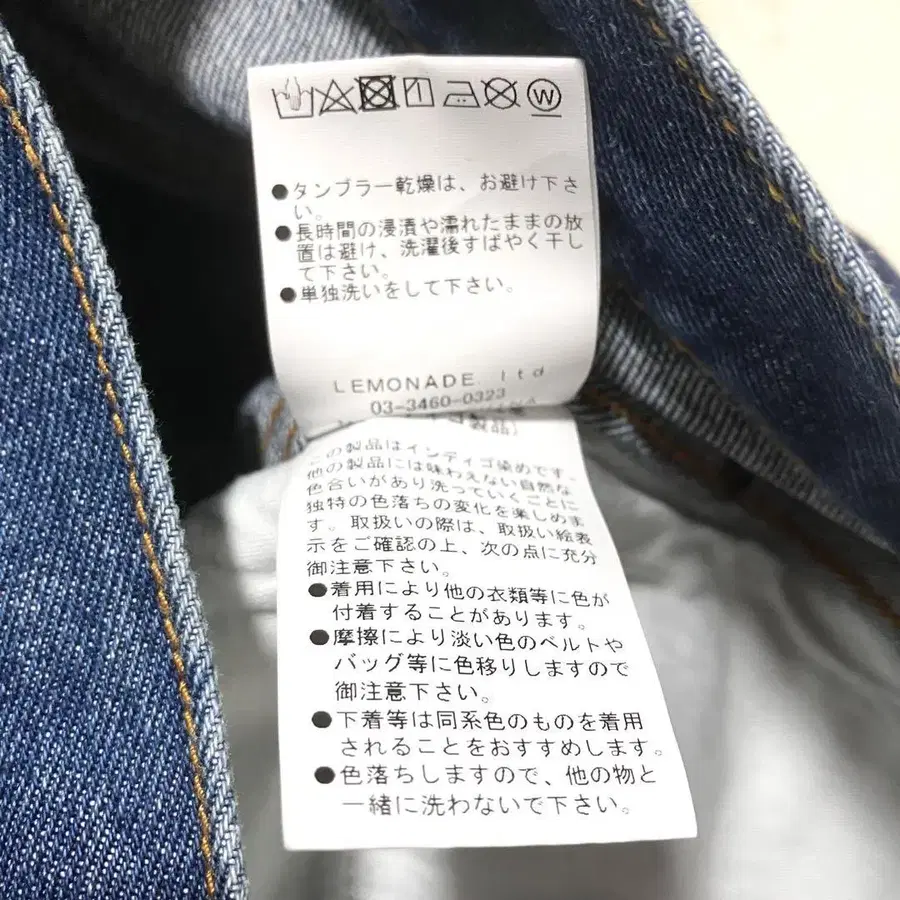 W
●タンブラー乾燥は、お避け下さ
い。
●長時間の浸漬や濡れたままの放
置は避け、洗濯後すばやく干し
て下さい。
●単独洗いをして下さい。
LEMONADE ltd
03-3460-0323
製品)
この製品はインディゴ染めです。
他の製品には味わえない自然な
色合いがあり洗っていくごとに
独特の色落ちの変化を楽しめま
す。取扱いの際は、取扱い絵表
示をご確認の上、次の点に充分
御注意下さい。
●着用により他の衣類等に色が
付着することがあります。
●摩擦により淡い色のベルトや
バッグ等に色移りしますので
御注意下さい。
●下着等は同系色のものを着用
されることをおすすめします。
●色落ちしますので、他の物と
一緒に洗わないで下さい。